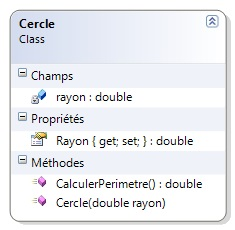 Cercle
Class
Champs
rayon : double
Propriétés
Rayon { get; set; } : double
Méthodes
CalculerPerimetre() : double
Cercle(double rayon)